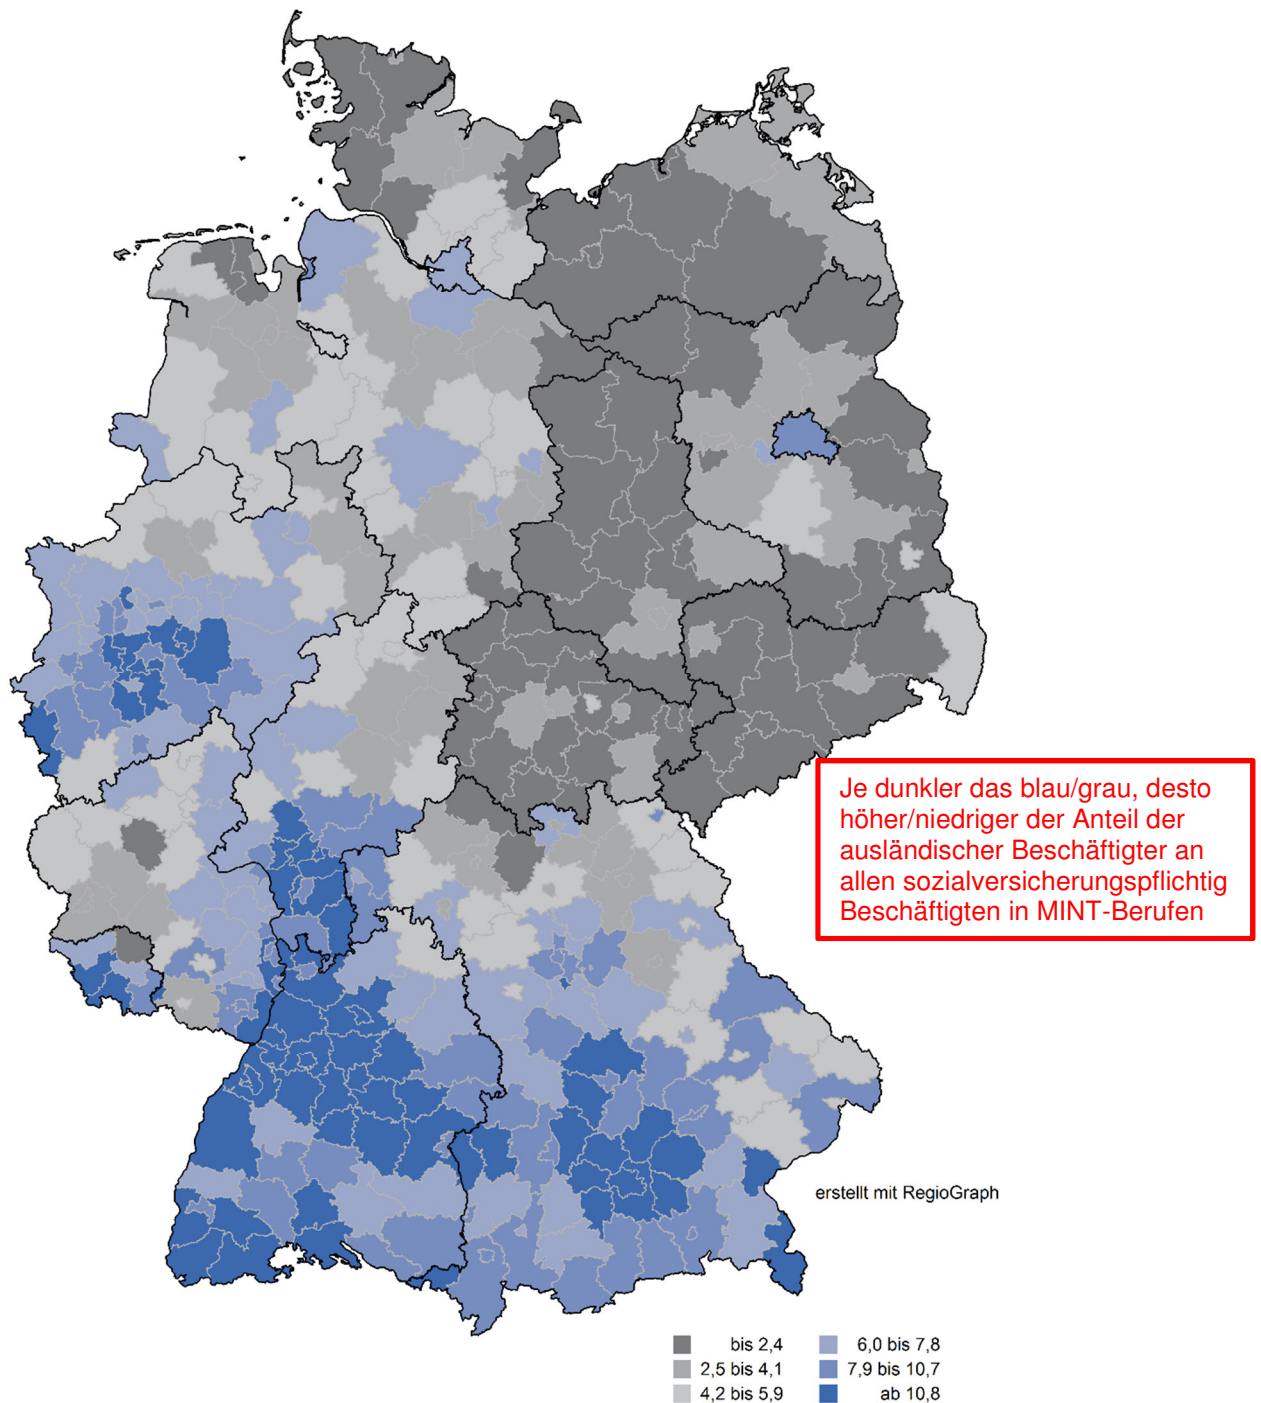 Je dunkler das blau/grau, desto
höher/niedriger der Anteil der
ausländischer Beschäftigter an
allen sozialversicherungspflichtig
Beschäftigten in MINT-Berufen
erstellt mit RegioGraph
bis 2,4
2,5 bis 4,1
4,2 bis 5,9
6,0 bis 7,8
7,9 bis 10,7
ab 10,8